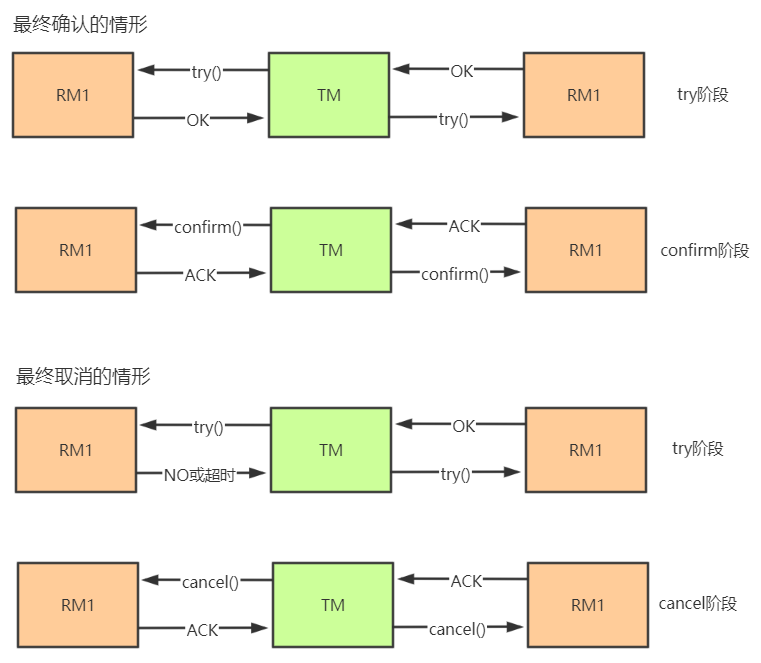 最终确认的情形
try()
OK
RM1
TM
RM1
try阶段
OK
try()
confirm()
ACK
RM1
TM
RM1
confirm阶段
ACK
confirm()
最终取消的情形
try()
OK
RM1
TM
RM1
try阶段
NO或超时
try()
cancel()
ACK
RM1
TM
RM1
cancel阶段
ACK
cancel()